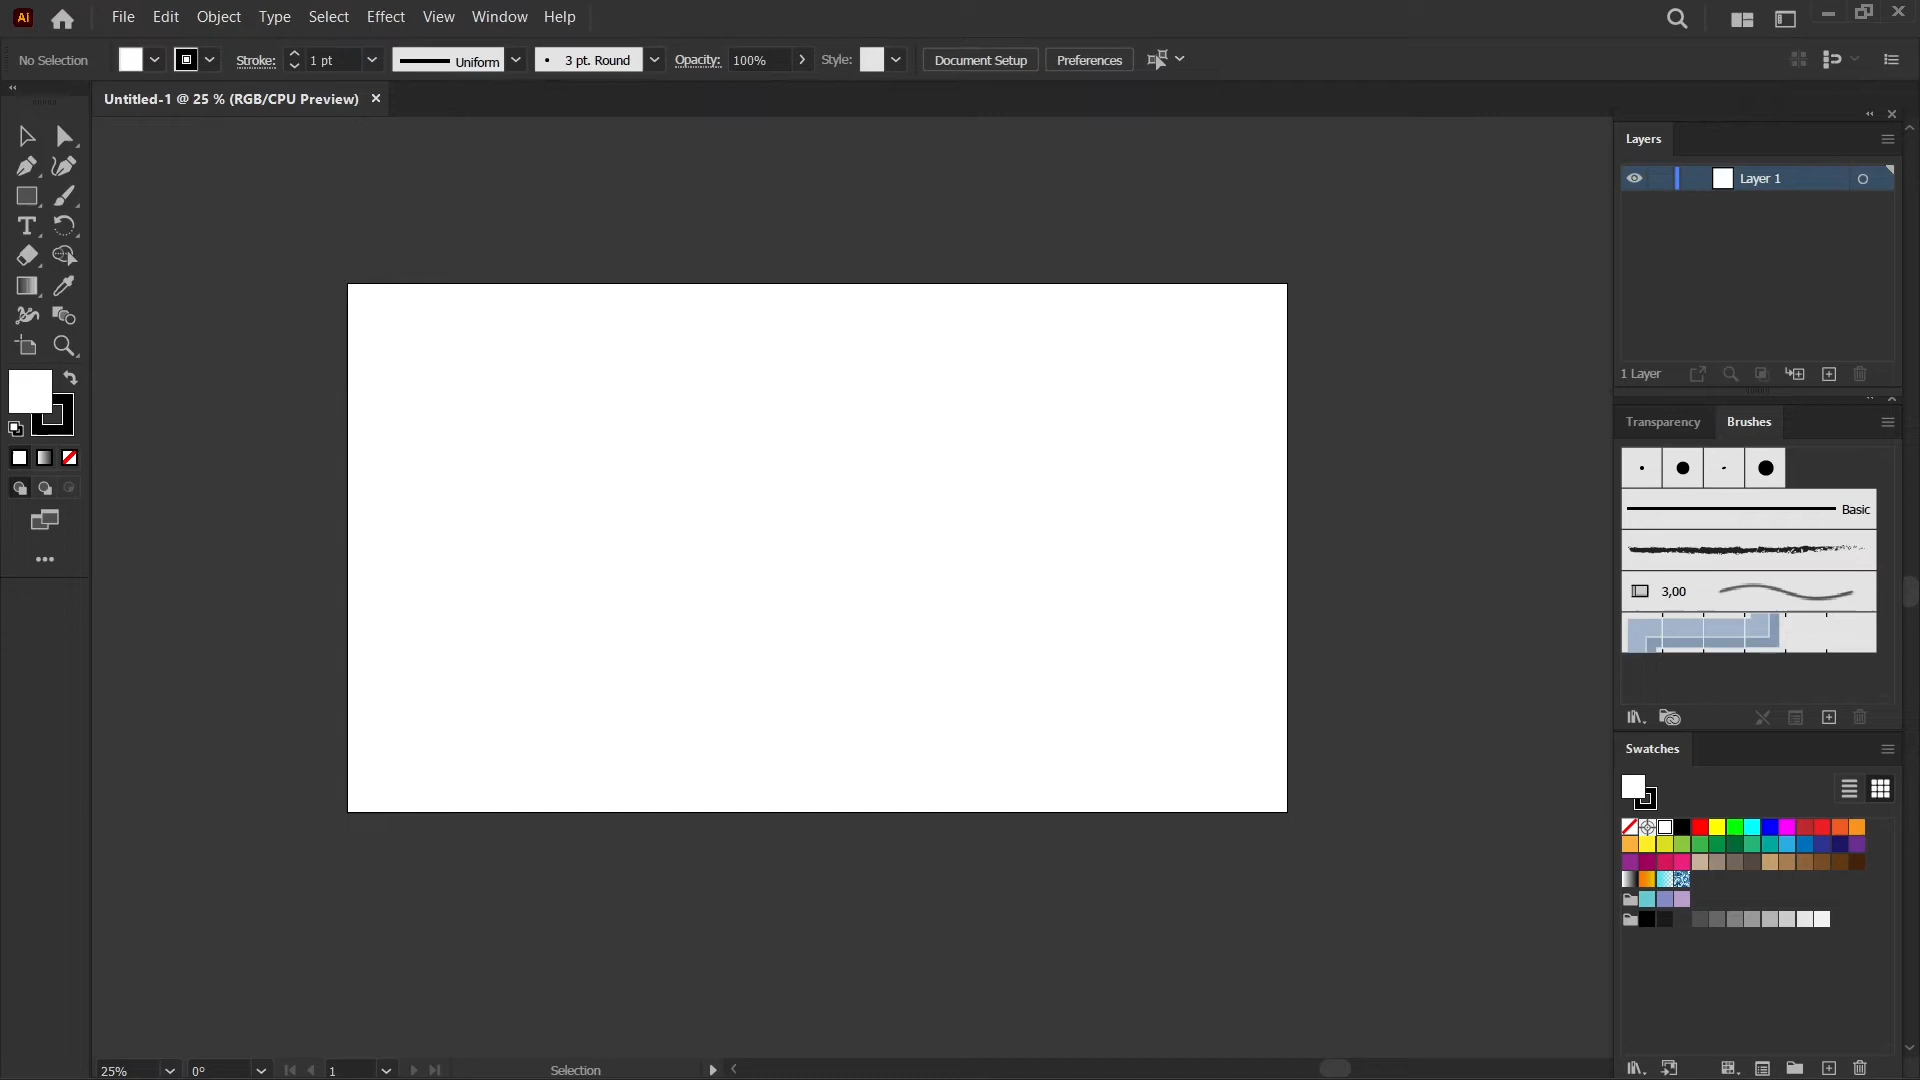 Ai File Edit Object Type Select Effect View Window Help
No Selection Stroke: 1 pt Uniform 3 pt. Round Opacity: 100% Style: Document Setup Preferences
Untitled-1 @ 25 % (RGB/CPU Preview)
Layers
Layer 1
1 Layer
Transparency Brushes
Basic
3,00
Swatches
25% 0° 1 Selection